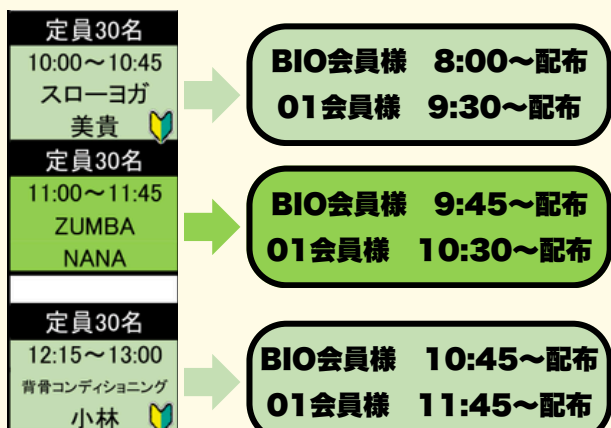 定員30名
10:00～10:45
スローヨガ
美貴
BIO会員様 8:00～配布
01会員様 9:30～配布
定員30名
11:00～11:45
ZUMBA
NANA
BIO会員様 9:45～配布
01会員様 10:30～配布
定員30名
12:15～13:00
背骨コンディショニング
小林
BIO会員様 10:45～配布
01会員様 11:45～配布